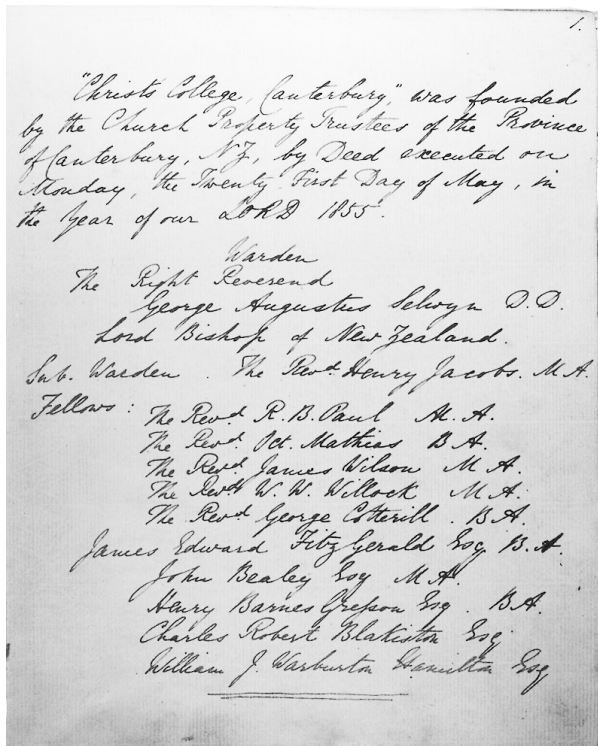 1.
"Christs College, Canterbury," was founded
by the Church Property Trustees of the Province
of Canterbury, NZ, by Deed executed on
Monday, the Twenty First Day of May, in
the Year of our LORD 1855.
Warden
The Right Reverend
George Augustus Selwyn D.D.
Lord Bishop of New Zealand.
Sub. Warden . The Revd. Henry Jacobs. M.A.
Fellows :
The Revd R. B. Paul M.A.
The Revd Oct. Mathias B.A.
The Revd James Wilson M.A.
The Revd W. W. Willock M.A.
The Revd George Cotterill . B.A.
James Edward FitzGerald Esq B.A.
John Bealey Esq M.A.
Henry Barnes Gresson Esq . B.A.
Charles Robert Blakiston Esq
William J. Warburton Hamilton Esq